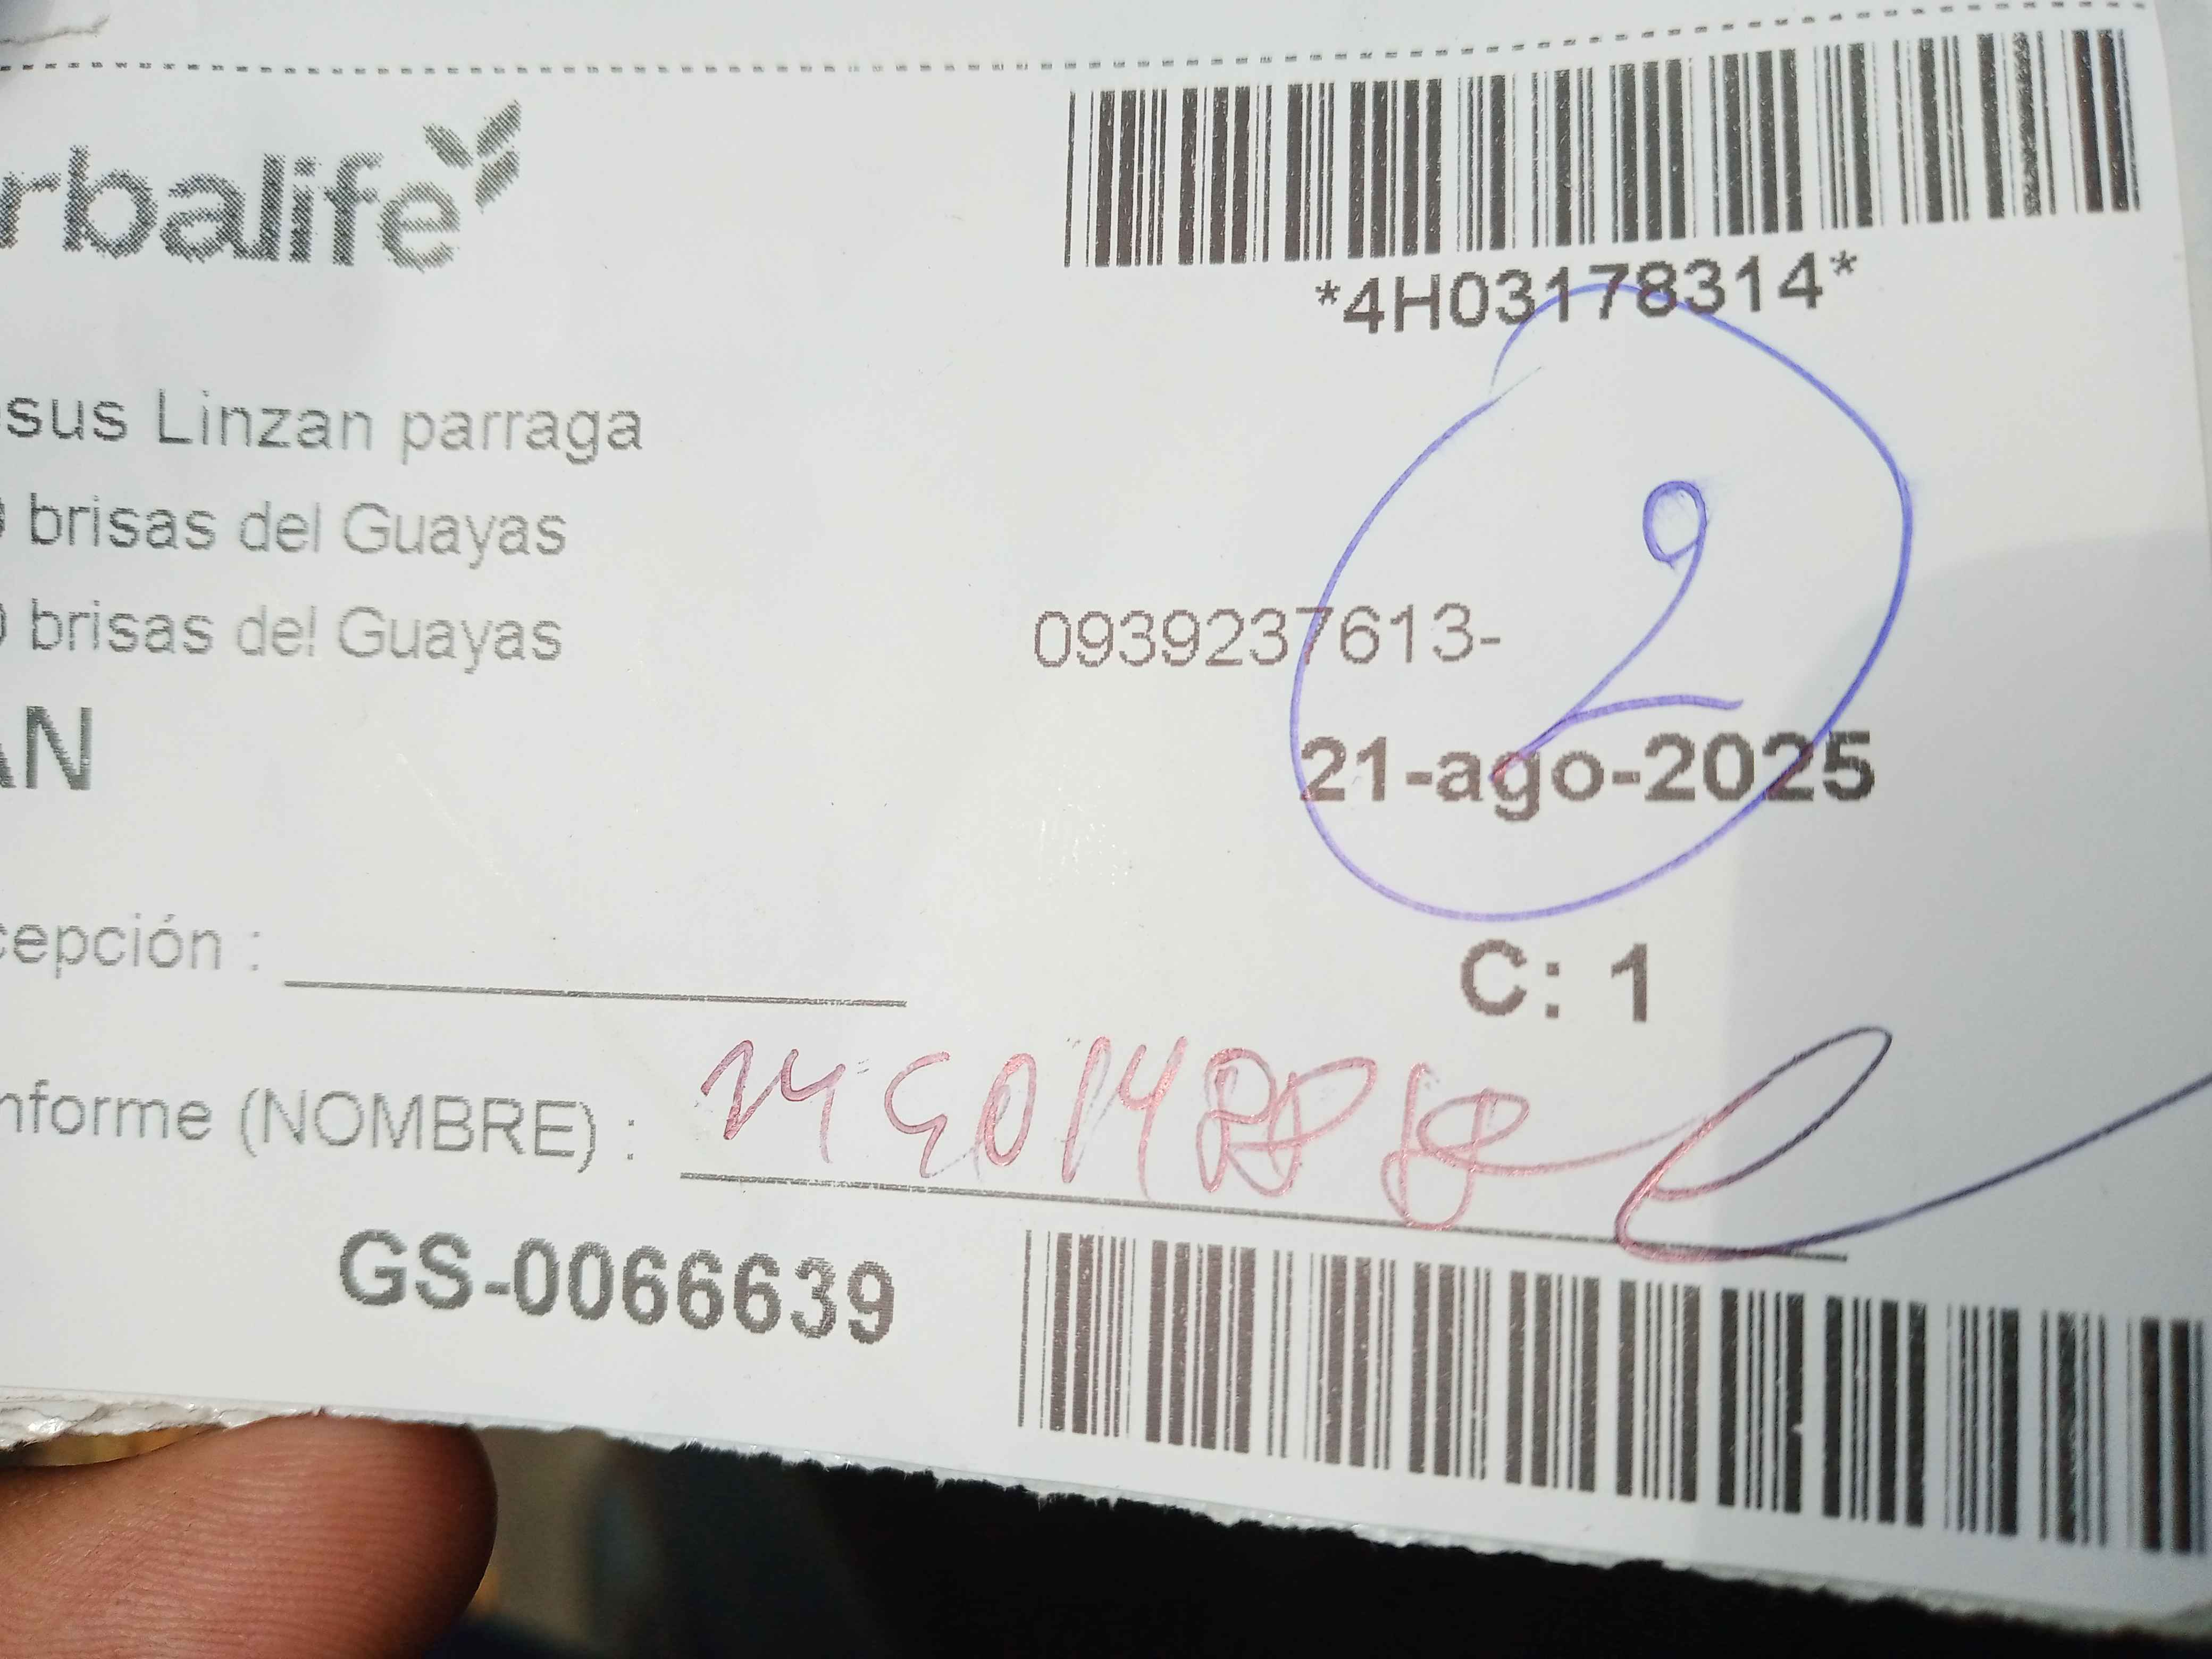 rbalife
*4H03178314*
sus Linzan parraga
brisas del Guayas
brisas del Guayas
0939237613-
2
AN
21-ago-2025
cepción :
C: 1
nforme (NOMBRE) :
GS-0066639